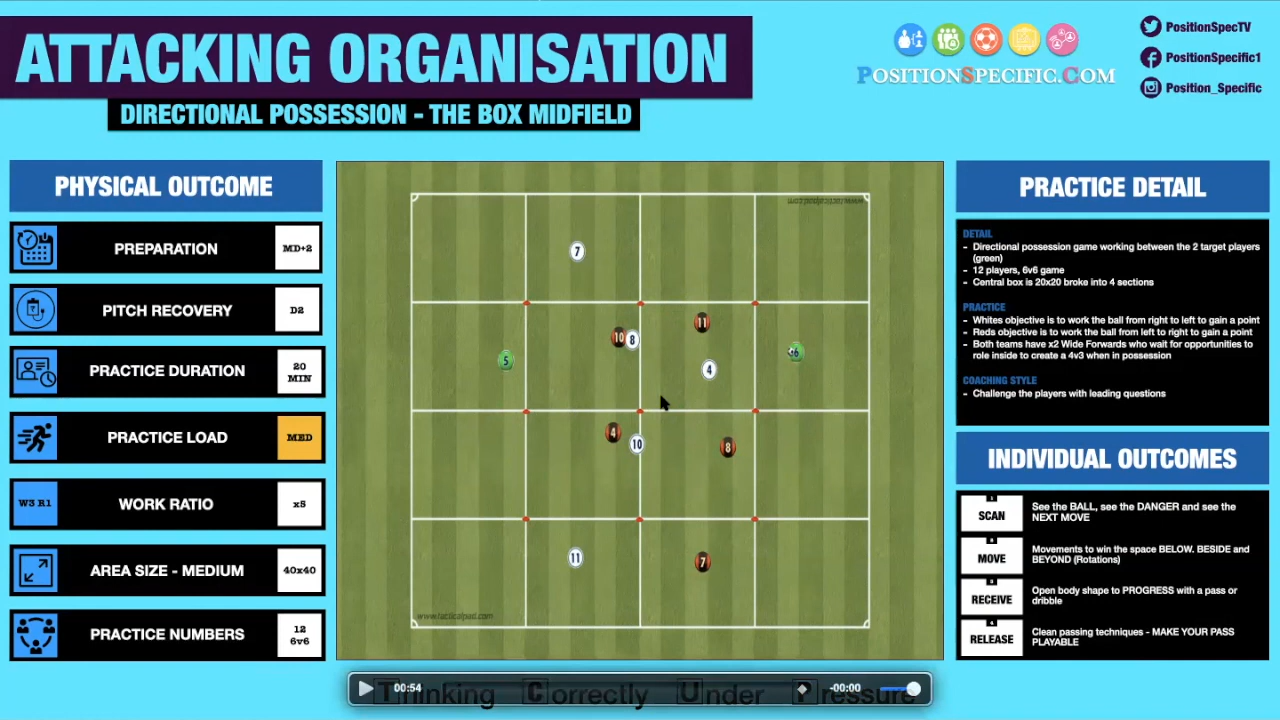 ATTACKING ORGANISATION
DIRECTIONAL POSSESSION - THE BOX MIDFIELD
POSITIONSPECIFIC.COM
PositionSpecTV
PositionSpecific1
Position_Specific
PHYSICAL OUTCOME
PREPARATION
MD+2
PITCH RECOVERY
D2
PRACTICE DURATION
20
MIN
PRACTICE LOAD
MED
W3 R1
WORK RATIO
x5
AREA SIZE - MEDIUM
40x40
PRACTICE NUMBERS
12
6v6
www.tacticalpad.com
7
11
10
8
5
6
4
4
10
8
11
7
www.tacticalpad.com
PRACTICE DETAIL
DETAIL
- Directional possession game working between the 2 target players
(green)
- 12 players, 6v6 game
- Central box is 20x20 broke into 4 sections
PRACTICE
- Whites objective is to work the ball from right to left to gain a point
- Reds objective is to work the ball from left to right to gain a point
- Both teams have x2 Wide Forwards who wait for opportunities to
role inside to create a 4v3 when in possession
COACHING STYLE
- Challenge the players with leading questions
INDIVIDUAL OUTCOMES
1
SCAN
See the BALL, see the DANGER and see the
NEXT MOVE
MOVE
Movements to win the space BELOW. BESIDE and
BEYOND (Rotations)
RECEIVE
Open body shape to PROGRESS with a pass or
dribble
4
RELEASE
Clean passing techniques - MAKE YOUR PASS
PLAYABLE
00:54
-00:00
Thinking Correctly Under Pressure